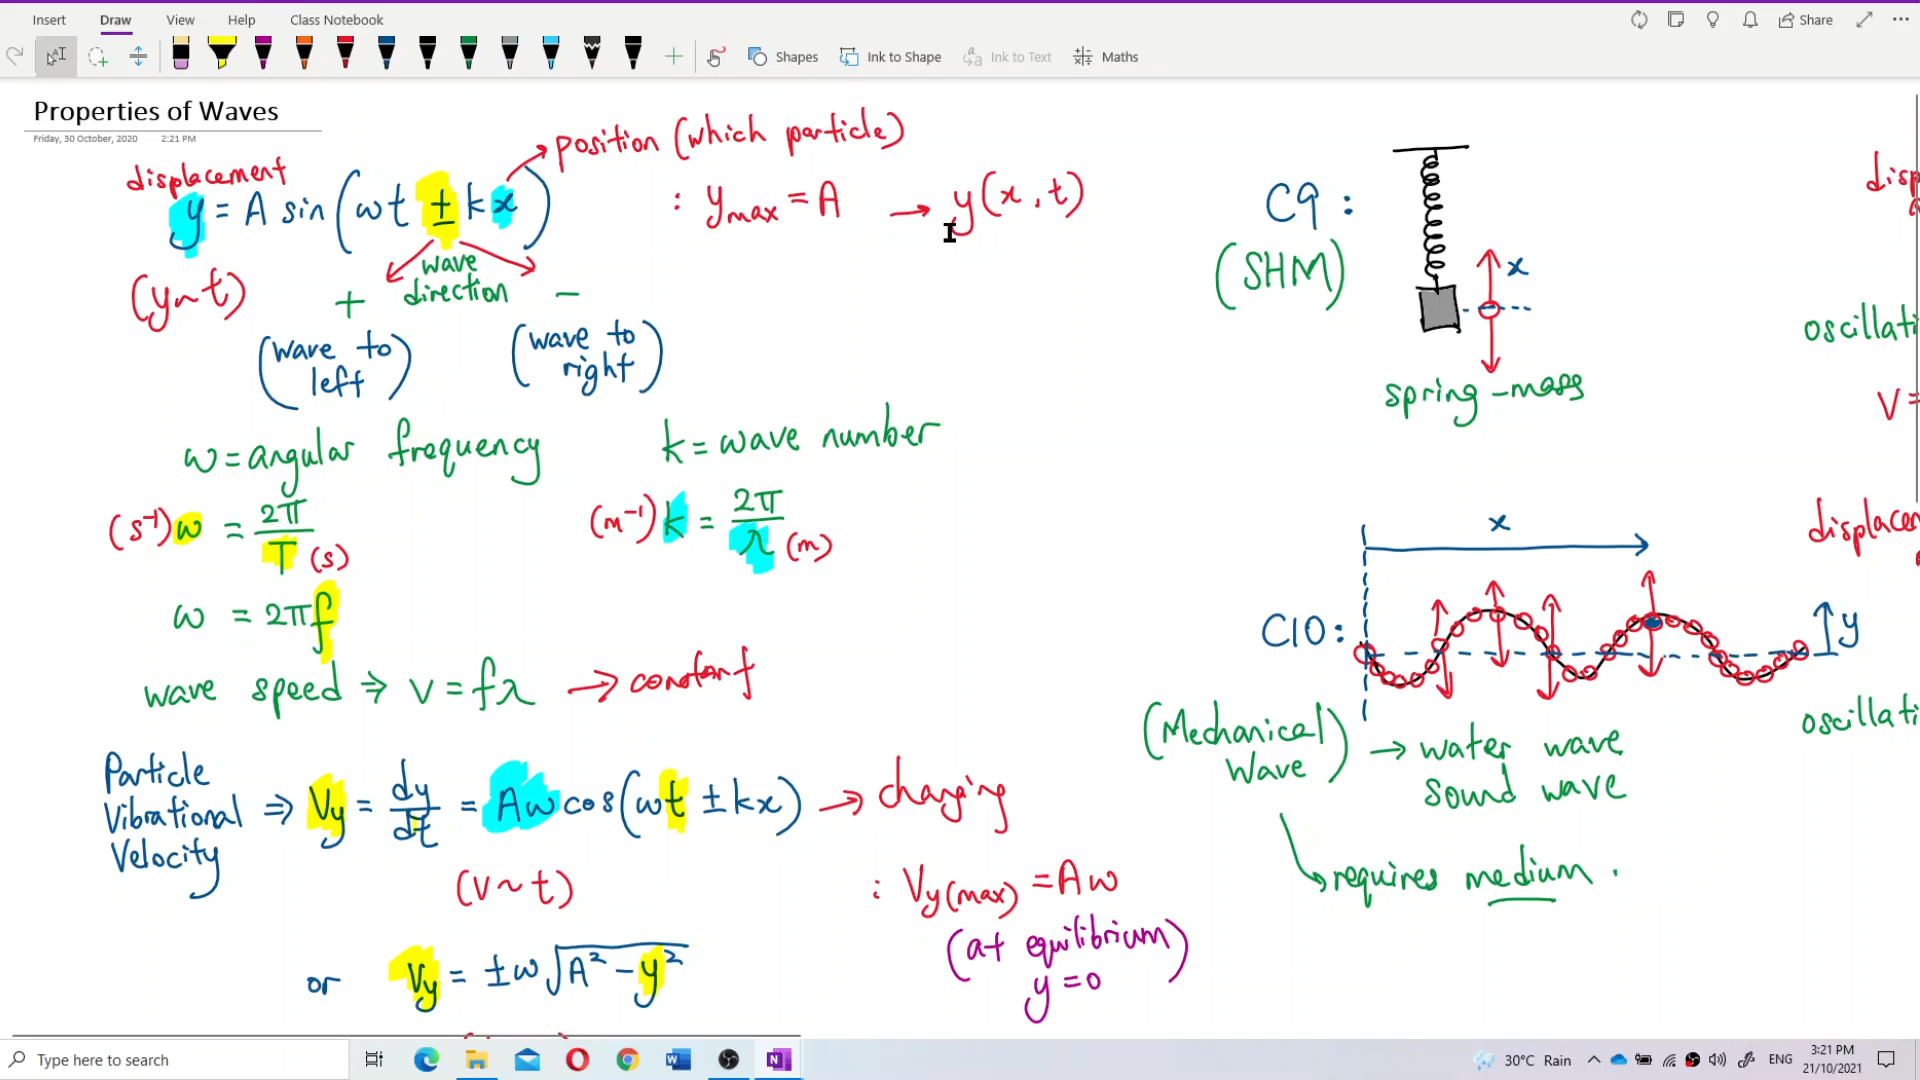 Insert Draw View Help Class Notebook Share
Shapes Ink to Shape Ink to Text Maths
Properties of Waves
Friday, 30 October, 2020 2:21 PM
position (which particle)
displacement
y = A sin(ωt ± kx) : ymax = A → y(x, t)
(y~t)
wave
direction
+ −
(wave to left)
(wave to right)
ω = angular frequency k = wave number
(s⁻¹) ω = 2π/T (s) (m⁻¹) k = 2π/λ (m)
ω = 2πf
wave speed ⇒ v = fλ → constant
Particle
Vibrational
Velocity
⇒ Vy = dy/dt = Aω cos(ωt ± kx) → changing
(v~t) : Vy(max) = Aω
(at equilibrium
y = 0)
or Vy = ±ω√(A² − y²)
C9 :
(SHM)
x
spring-mass
x
C10 : y
(Mechanical
Wave)
→ water wave
sound wave
↳ requires medium.
V =
Type here to search
W
N
30°C Rain
ENG
3:21 PM
21/10/2021